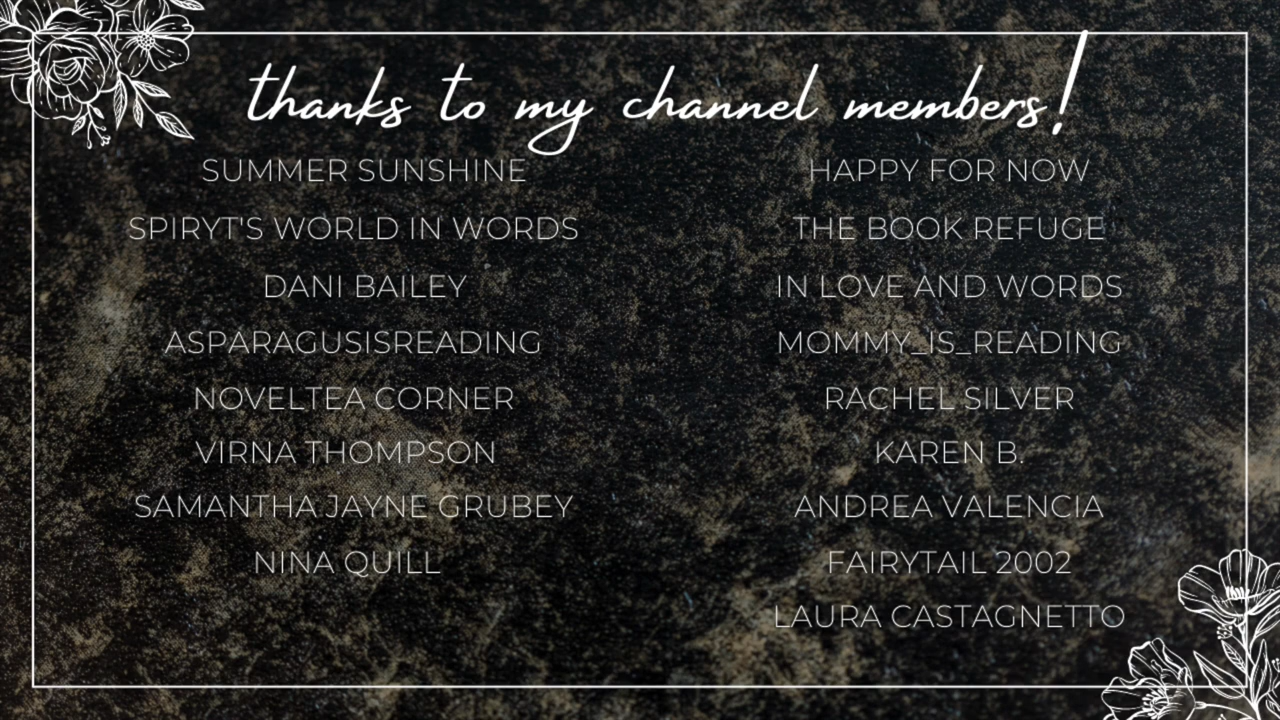 thanks to my channel members!
SUMMER SUNSHINE
SPIRYT'S WORLD IN WORDS
DANI BAILEY
ASPARAGUSISREADING
NOVELTEA CORNER
VIRNA THOMPSON
SAMANTHA JAYNE GRUBEY
NINA QUILL
HAPPY FOR NOW
THE BOOK REFUGE
IN LOVE AND WORDS
MOMMY_IS_READING
RACHEL SILVER
KAREN B.
ANDREA VALENCIA
FAIRYTAIL 2002
LAURA CASTAGNETTO